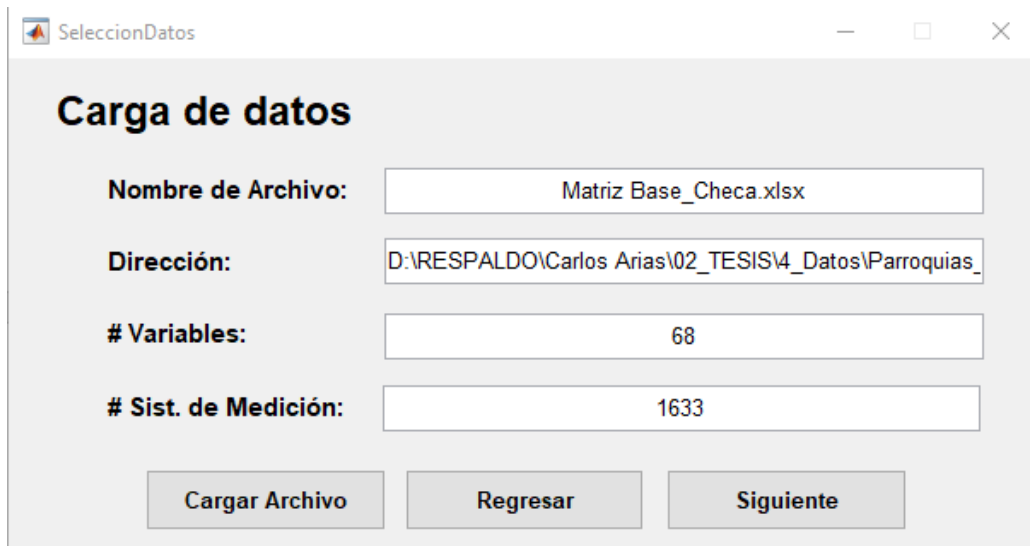 SeleccionDatos
Carga de datos
Nombre de Archivo: Matriz Base_Checa.xlsx
Dirección: D:\RESPALDO\Carlos Arias\02_TESIS\4_Datos\Parroquias_
# Variables: 68
# Sist. de Medición: 1633
Cargar Archivo Regresar Siguiente